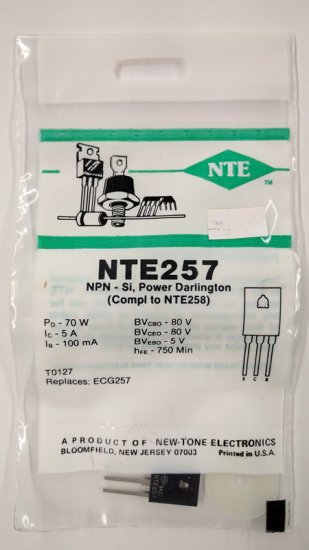 NTE
TM
NTE257
NPN - Si, Power Darlington
(Compl to NTE258)
PD - 70 W BVCBO - 80 V
IC - 5 A BVCEO - 80 V
IB - 100 mA BVEBO - 5 V
hFE - 750 Min
E C B
T0127
Replaces: ECG257
A PRODUCT OF NEW-TONE ELECTRONICS
BLOOMFIELD, NEW JERSEY 07003 Printed in U.S.A.
NTE257